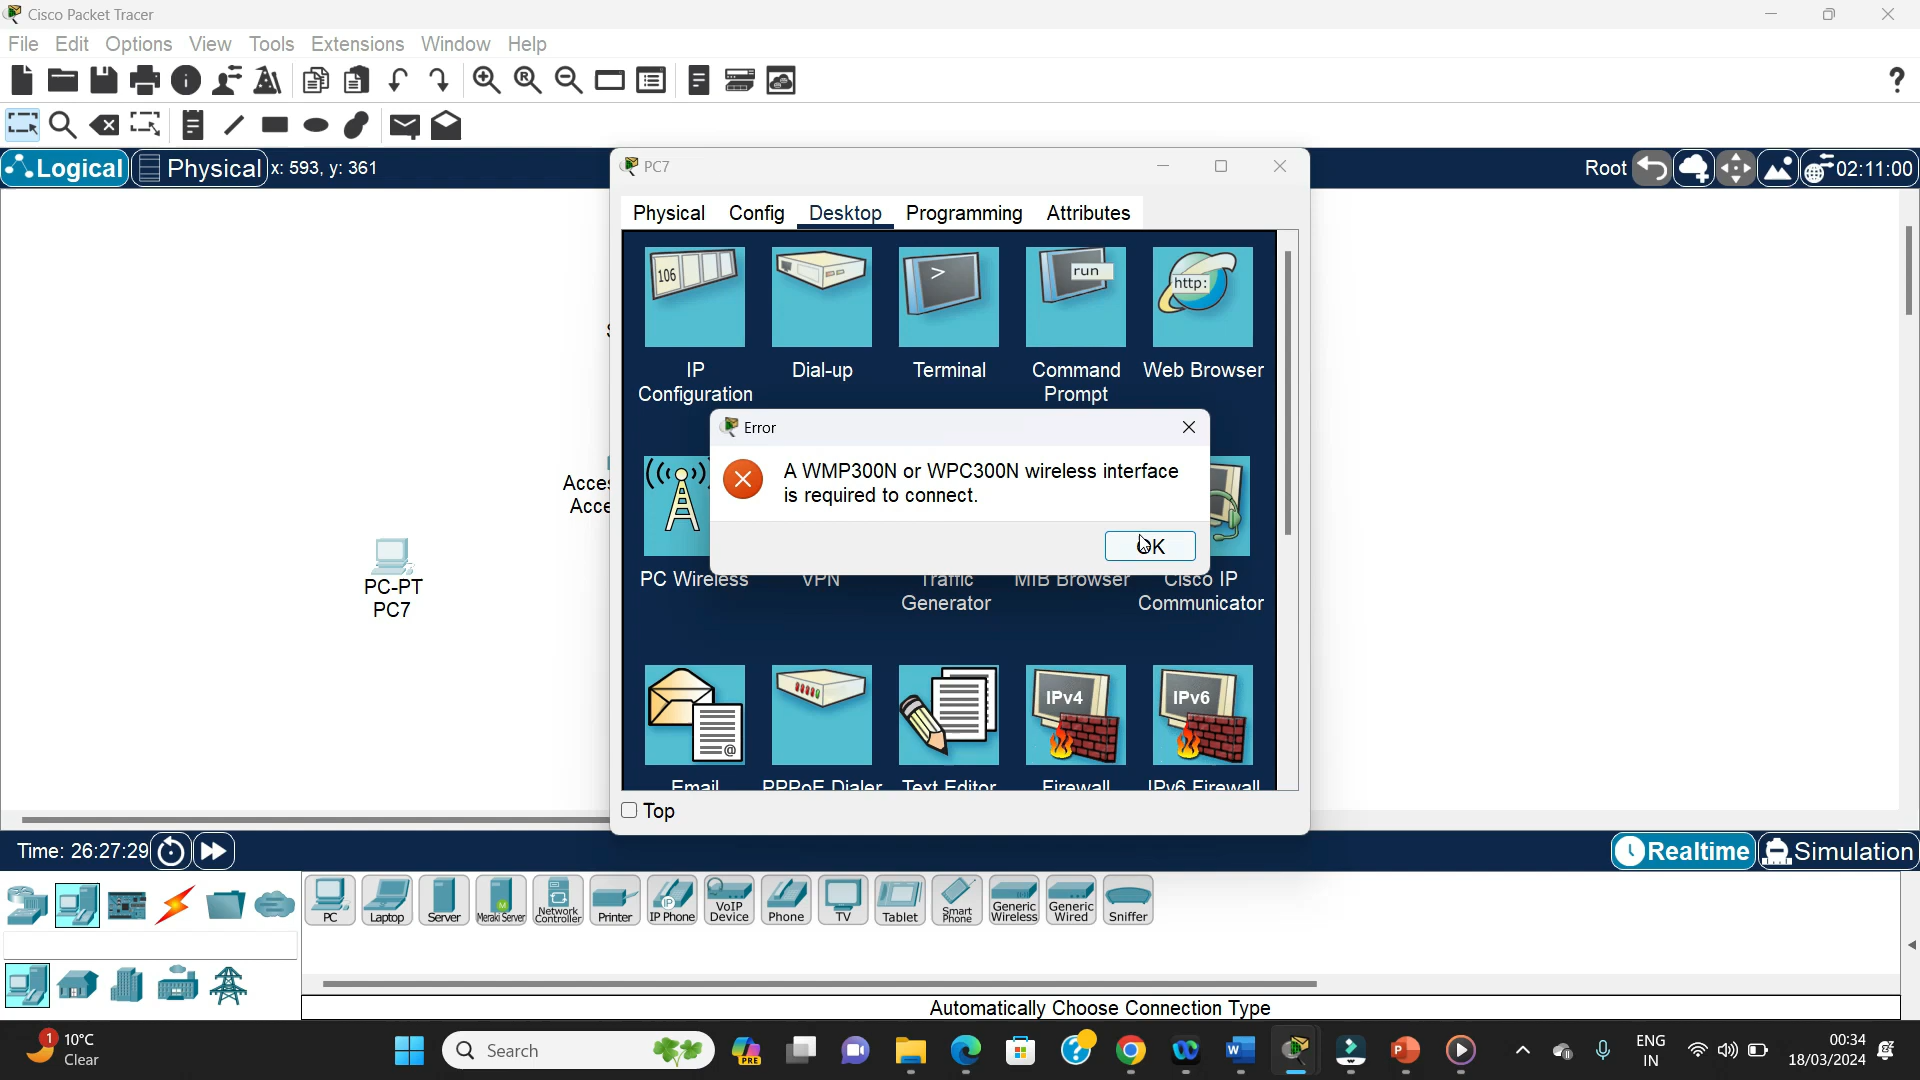 Cisco Packet Tracer
File Edit Options View Tools Extensions Window Help
Logical Physical x: 593, y: 361
Root 02:11:00
PC7
Physical Config Desktop Programming Attributes
106
>
run
http:
IP Configuration
Dial-up
Terminal
Command Prompt
Web Browser
Error
A WMP300N or WPC300N wireless interface
is required to connect.
OK
PC Wireless
VPN
Traffic Generator
MIB Browser
Cisco IP Communicator
IPv4
IPv6
Email
PPPoE Dialer
Text Editor
Firewall
IPv6 Firewall
Top
Acces
Acce
PC-PT
PC7
Time: 26:27:29
Realtime Simulation
PC
Laptop
Server
Meraki Server
Network Controller
Printer
IP Phone
VoIP Device
Phone
TV
Tablet
Smart Phone
Generic Wireless
Generic Wired
Sniffer
Automatically Choose Connection Type
1
10°C
Clear
Search
PRE
ENG
IN
00:34
18/03/2024